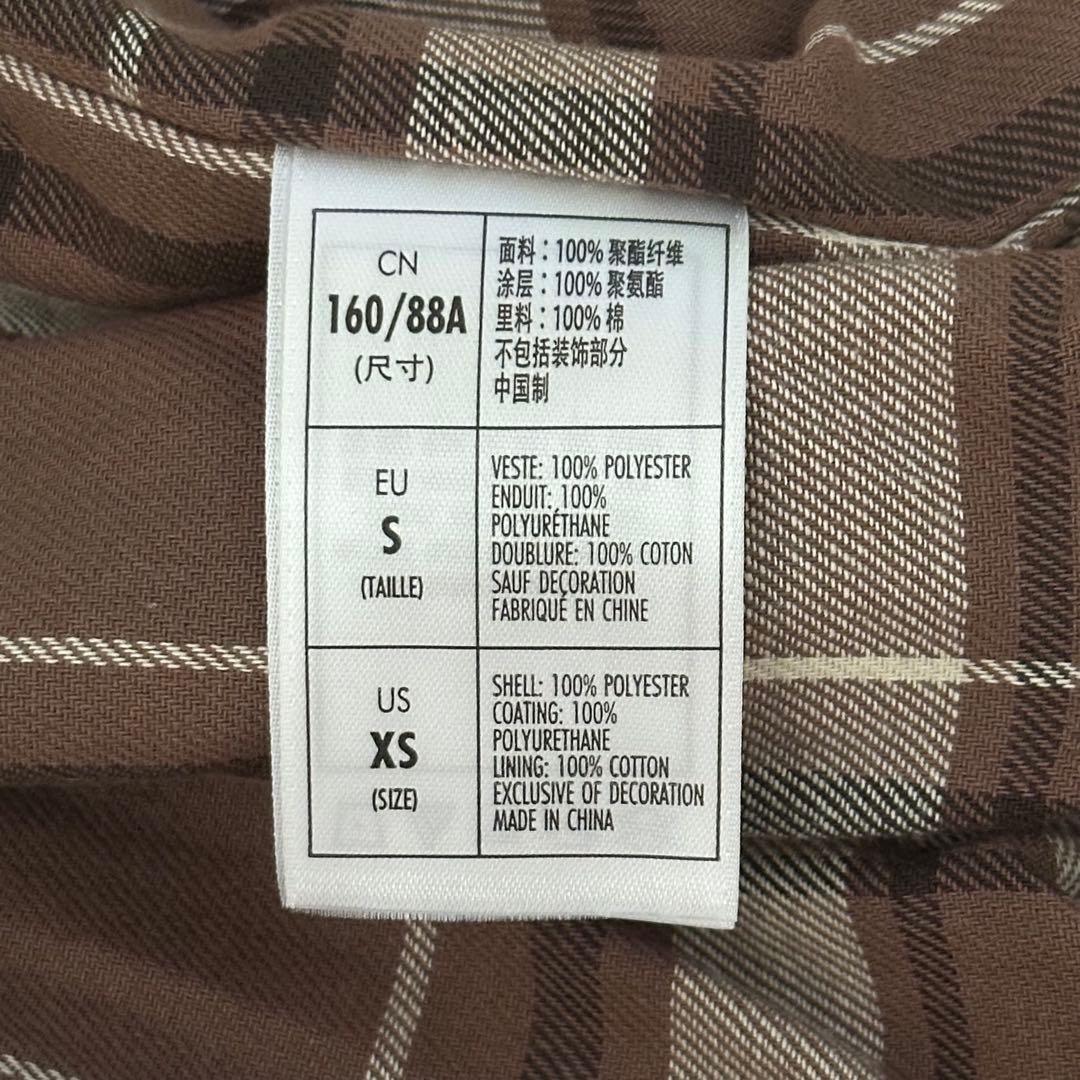 CN
160/88A
(尺寸)
面料：100% 聚酯纤维
涂层：100% 聚氨酯
里料：100% 棉
不包括装饰部分
中国制
EU
S
(TAILLE)
VESTE: 100% POLYESTER
ENDUIT: 100%
POLYURÉTHANE
DOUBLURE: 100% COTON
SAUF DEÇORATION
FABRIQUÉ EN CHINE
US
XS
(SIZE)
SHELL: 100% POLYESTER
COATING: 100%
POLYURETHANE
LINING: 100% COTTON
EXCLUSIVE OF DECORATION
MADE IN CHINA